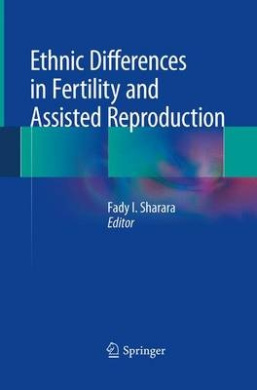 Ethnic Differences
in Fertility and
Assisted Reproduction
Fady I. Sharara
Editor
Springer